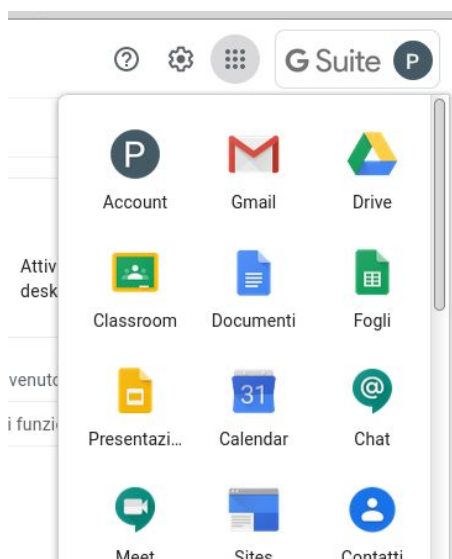 G Suite P
P
Account Gmail Drive
Attiv
desk
Classroom Documenti Fogli
venuto
31
i funzi
Presentazi... Calendar Chat
Meet Sites Contatti